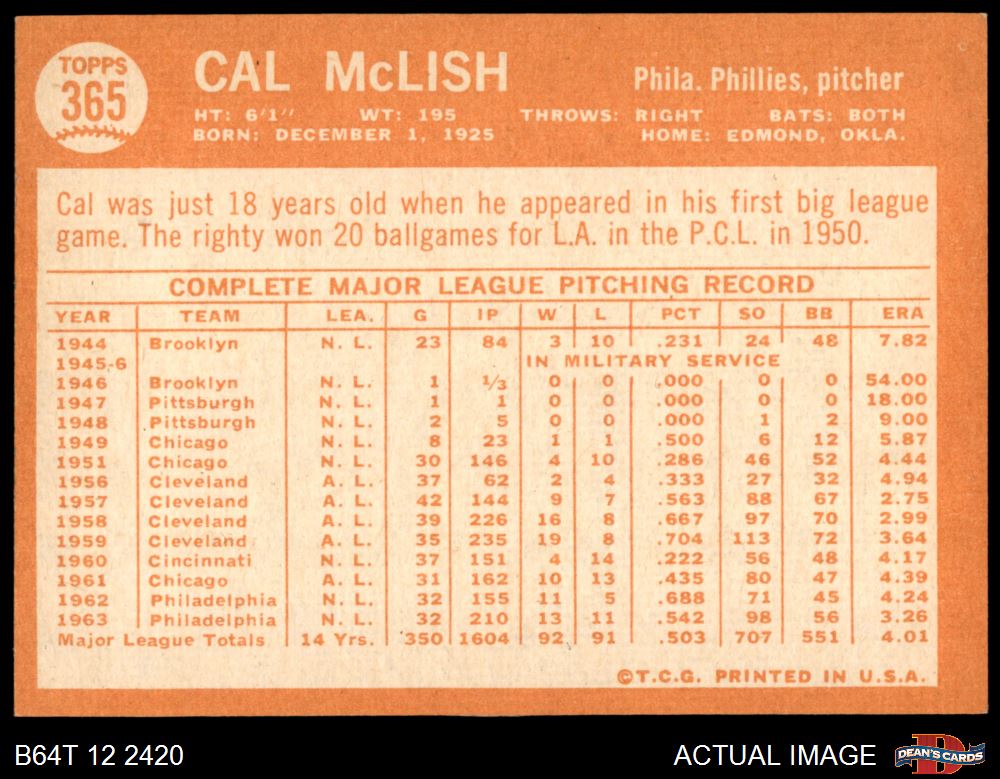 TOPPS
365
CAL McLISH
Phila. Phillies, pitcher
HT: 6'1" WT: 195 THROWS: RIGHT BATS: BOTH
BORN: DECEMBER 1, 1925 HOME: EDMOND, OKLA.
Cal was just 18 years old when he appeared in his first big league
game. The righty won 20 ballgames for L.A. in the P.C.L. in 1950.
COMPLETE MAJOR LEAGUE PITCHING RECORD
YEAR TEAM LEA. G IP W L PCT SO BB ERA
1944 Brooklyn N. L. 23 84 3 10 .231 24 48 7.82
1945-6 IN MILITARY SERVICE
1946 Brooklyn N. L. 1 1/3 0 0 .000 0 0 54.00
1947 Pittsburgh N. L. 1 1 0 0 .000 0 0 18.00
1948 Pittsburgh N. L. 2 5 0 0 .000 1 2 9.00
1949 Chicago N. L. 8 23 1 1 .500 6 12 5.87
1951 Chicago N. L. 30 146 4 10 .286 46 52 4.44
1956 Cleveland A. L. 37 62 2 4 .333 27 32 4.94
1957 Cleveland A. L. 42 144 9 7 .563 88 67 2.75
1958 Cleveland A. L. 39 226 16 8 .667 97 70 2.99
1959 Cleveland A. L. 35 235 19 8 .704 113 72 3.64
1960 Cincinnati N. L. 37 151 4 14 .222 56 48 4.17
1961 Chicago A. L. 31 162 10 13 .435 80 47 4.39
1962 Philadelphia N. L. 32 155 11 5 .688 71 45 4.24
1963 Philadelphia N. L. 32 210 13 11 .542 98 56 3.26
Major League Totals 14 Yrs. 350 1604 92 91 .503 707 551 4.01
©T.C.G. PRINTED IN U.S.A.
B64T 12 2420 ACTUAL IMAGE DEAN'S CARDS